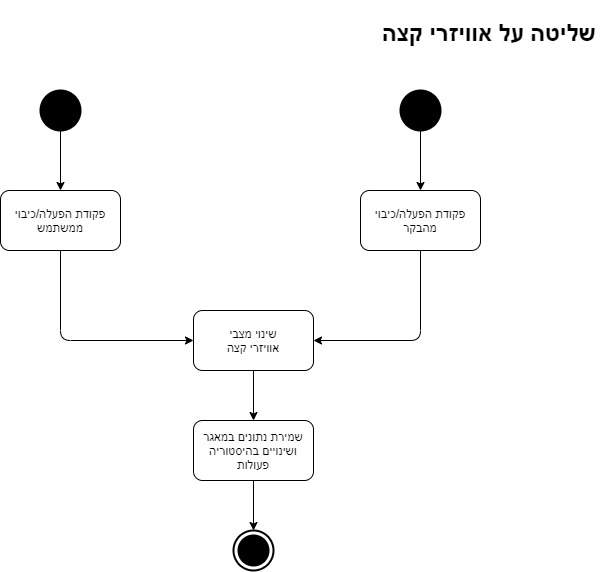 שליטה על אוויזרי קצה
פקודת הפעלה/כיבוי
מהבקר
פקודת הפעלה/כיבוי
ממשתמש
שינוי מצבי
אוויזרי קצה
שמירת נתונים במאגר
ושינויים בהיסטוריה
פעולות